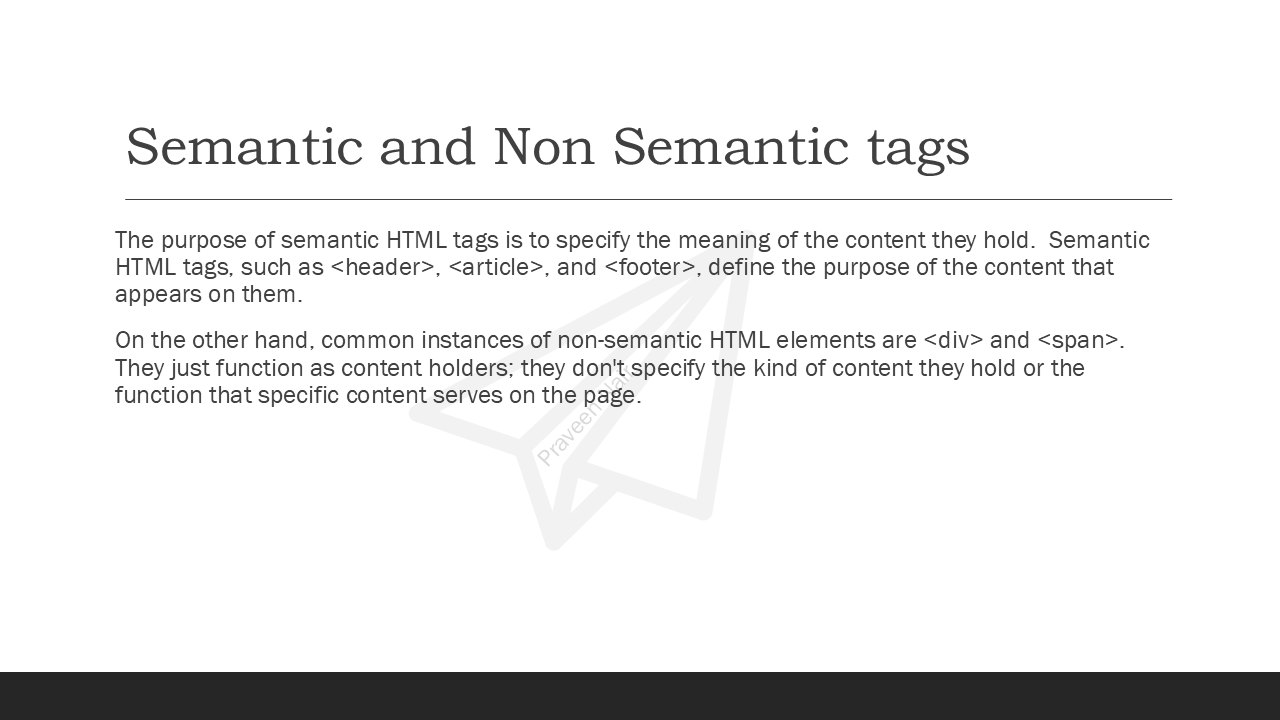 Semantic and Non Semantic tags
The purpose of semantic HTML tags is to specify the meaning of the content they hold.  Semantic
HTML tags, such as <header>, <article>, and <footer>, define the purpose of the content that
appears on them.
On the other hand, common instances of non-semantic HTML elements are <div> and <span>.
They just function as content holders; they don't specify the kind of content they hold or the
function that specific content serves on the page.